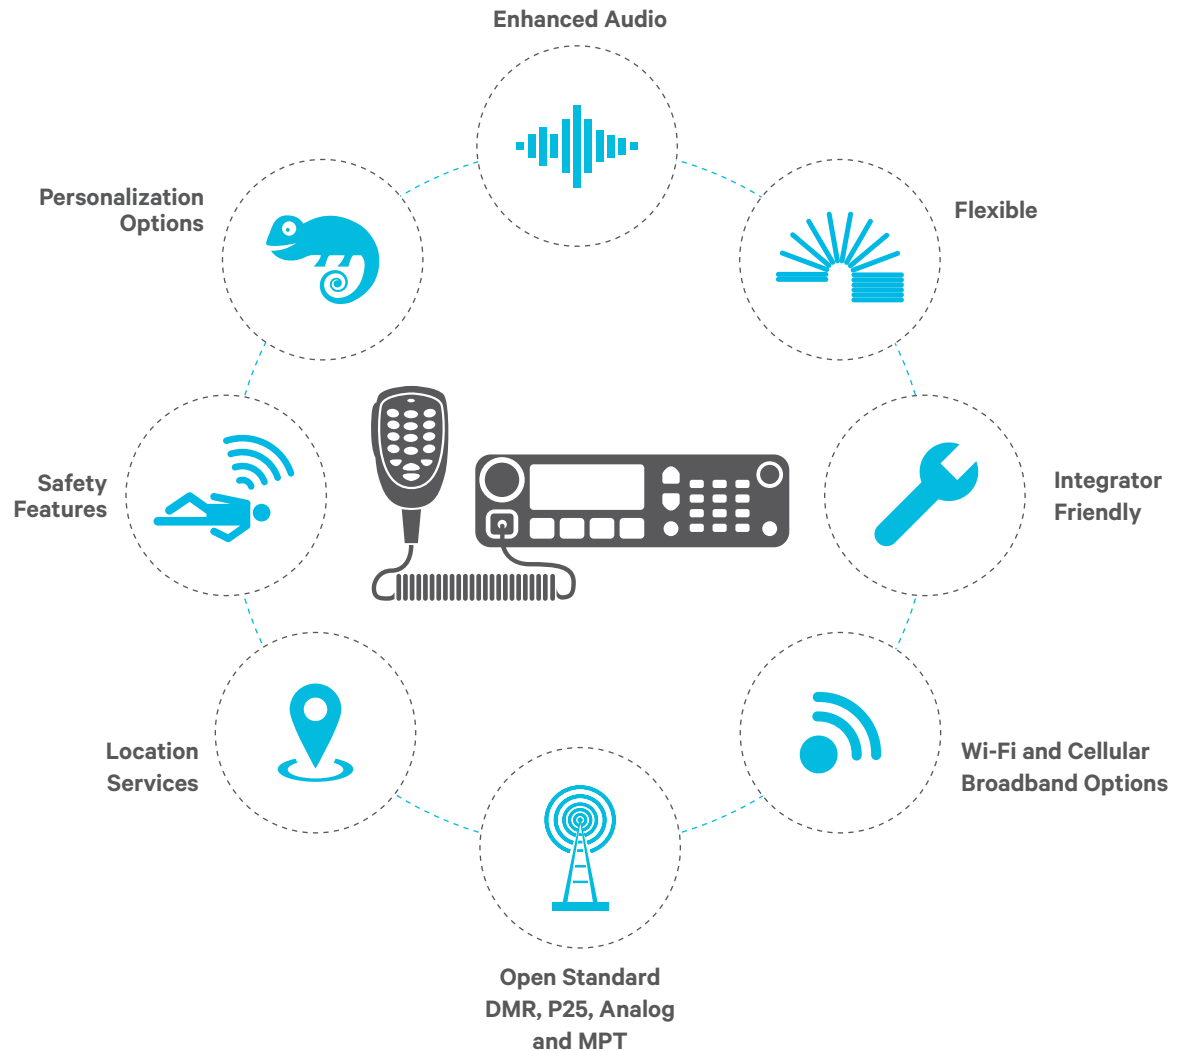 Enhanced Audio
Personalization
Options
Flexible
Safety
Features
Integrator
Friendly
Location
Services
Wi-Fi and Cellular
Broadband Options
Open Standard
DMR, P25, Analog
and MPT